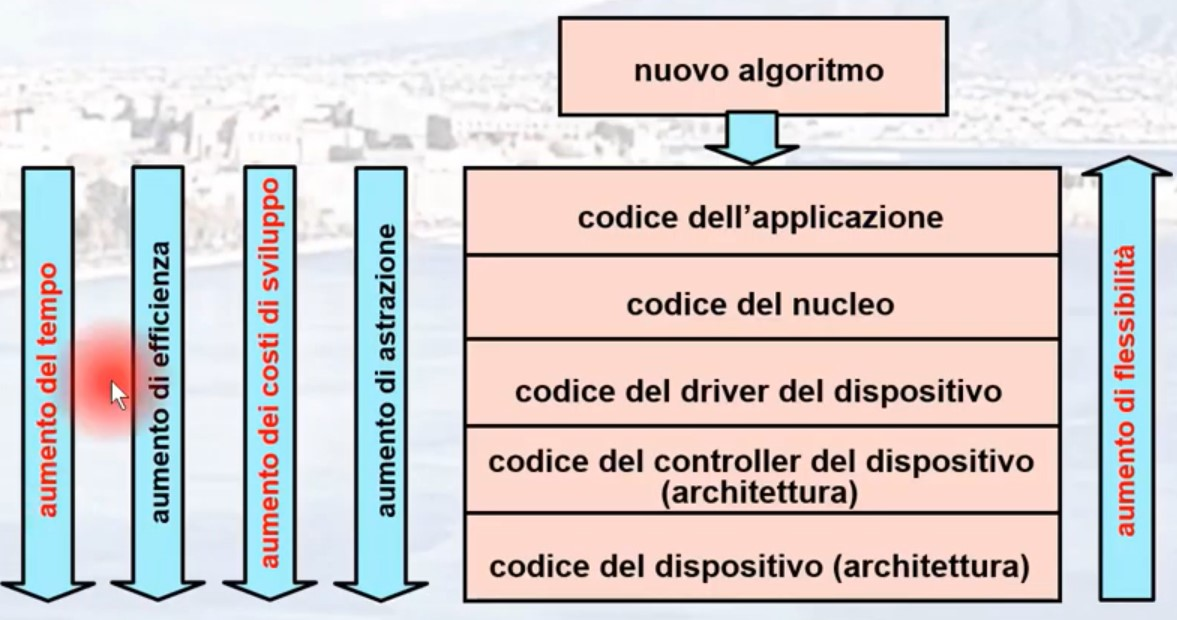 nuovo algoritmo
aumento del tempo
aumento di efficienza
aumento dei costi di sviluppo
aumento di astrazione
codice dell’applicazione
codice del nucleo
codice del driver del dispositivo
codice del controller del dispositivo
(architettura)
codice del dispositivo (architettura)
aumento di flessibilità